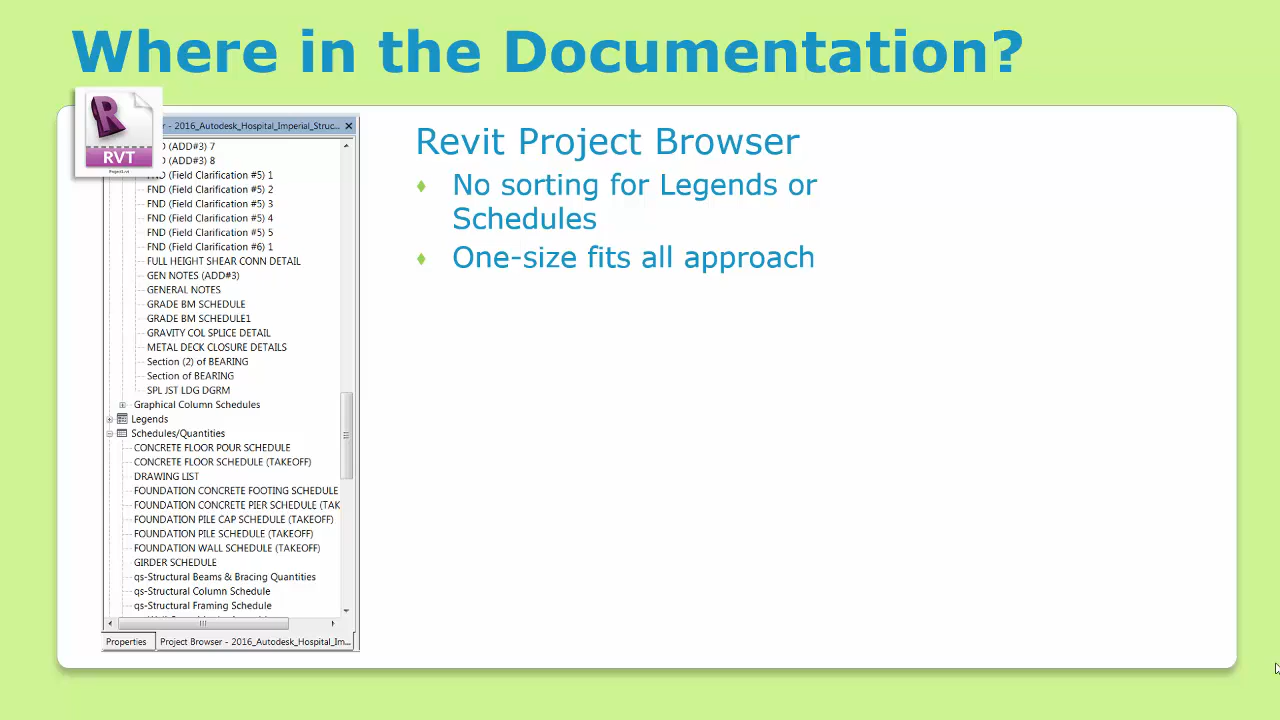 Where in the Documentation?
RVT
r - 2016_Autodesk_Hospital_Imperial_Struc...
Revit Project Browser
No sorting for Legends or
Schedules
One-size fits all approach
D (ADD#3) 7
D (ADD#3) 8
FND (Field Clarification #5) 1
FND (Field Clarification #5) 2
FND (Field Clarification #5) 3
FND (Field Clarification #5) 4
FND (Field Clarification #5) 5
FND (Field Clarification #6) 1
FULL HEIGHT SHEAR CONN DETAIL
GEN NOTES (ADD#3)
GENERAL NOTES
GRADE BM SCHEDULE
GRADE BM SCHEDULE1
GRAVITY COL SPLICE DETAIL
METAL DECK CLOSURE DETAILS
Section (2) of BEARING
Section of BEARING
SPL JST LDG DGRM
Graphical Column Schedules
Legends
Schedules/Quantities
CONCRETE FLOOR POUR SCHEDULE
CONCRETE FLOOR SCHEDULE (TAKEOFF)
DRAWING LIST
FOUNDATION CONCRETE FOOTING SCHEDULE
FOUNDATION CONCRETE PIER SCHEDULE (TAK
FOUNDATION PILE CAP SCHEDULE (TAKEOFF)
FOUNDATION PILE SCHEDULE (TAKEOFF)
FOUNDATION WALL SCHEDULE (TAKEOFF)
GIRDER SCHEDULE
qs-Structural Beams & Bracing Quantities
qs-Structural Column Schedule
qs-Structural Framing Schedule
Properties
Project Browser - 2016_Autodesk_Hospital_Im...